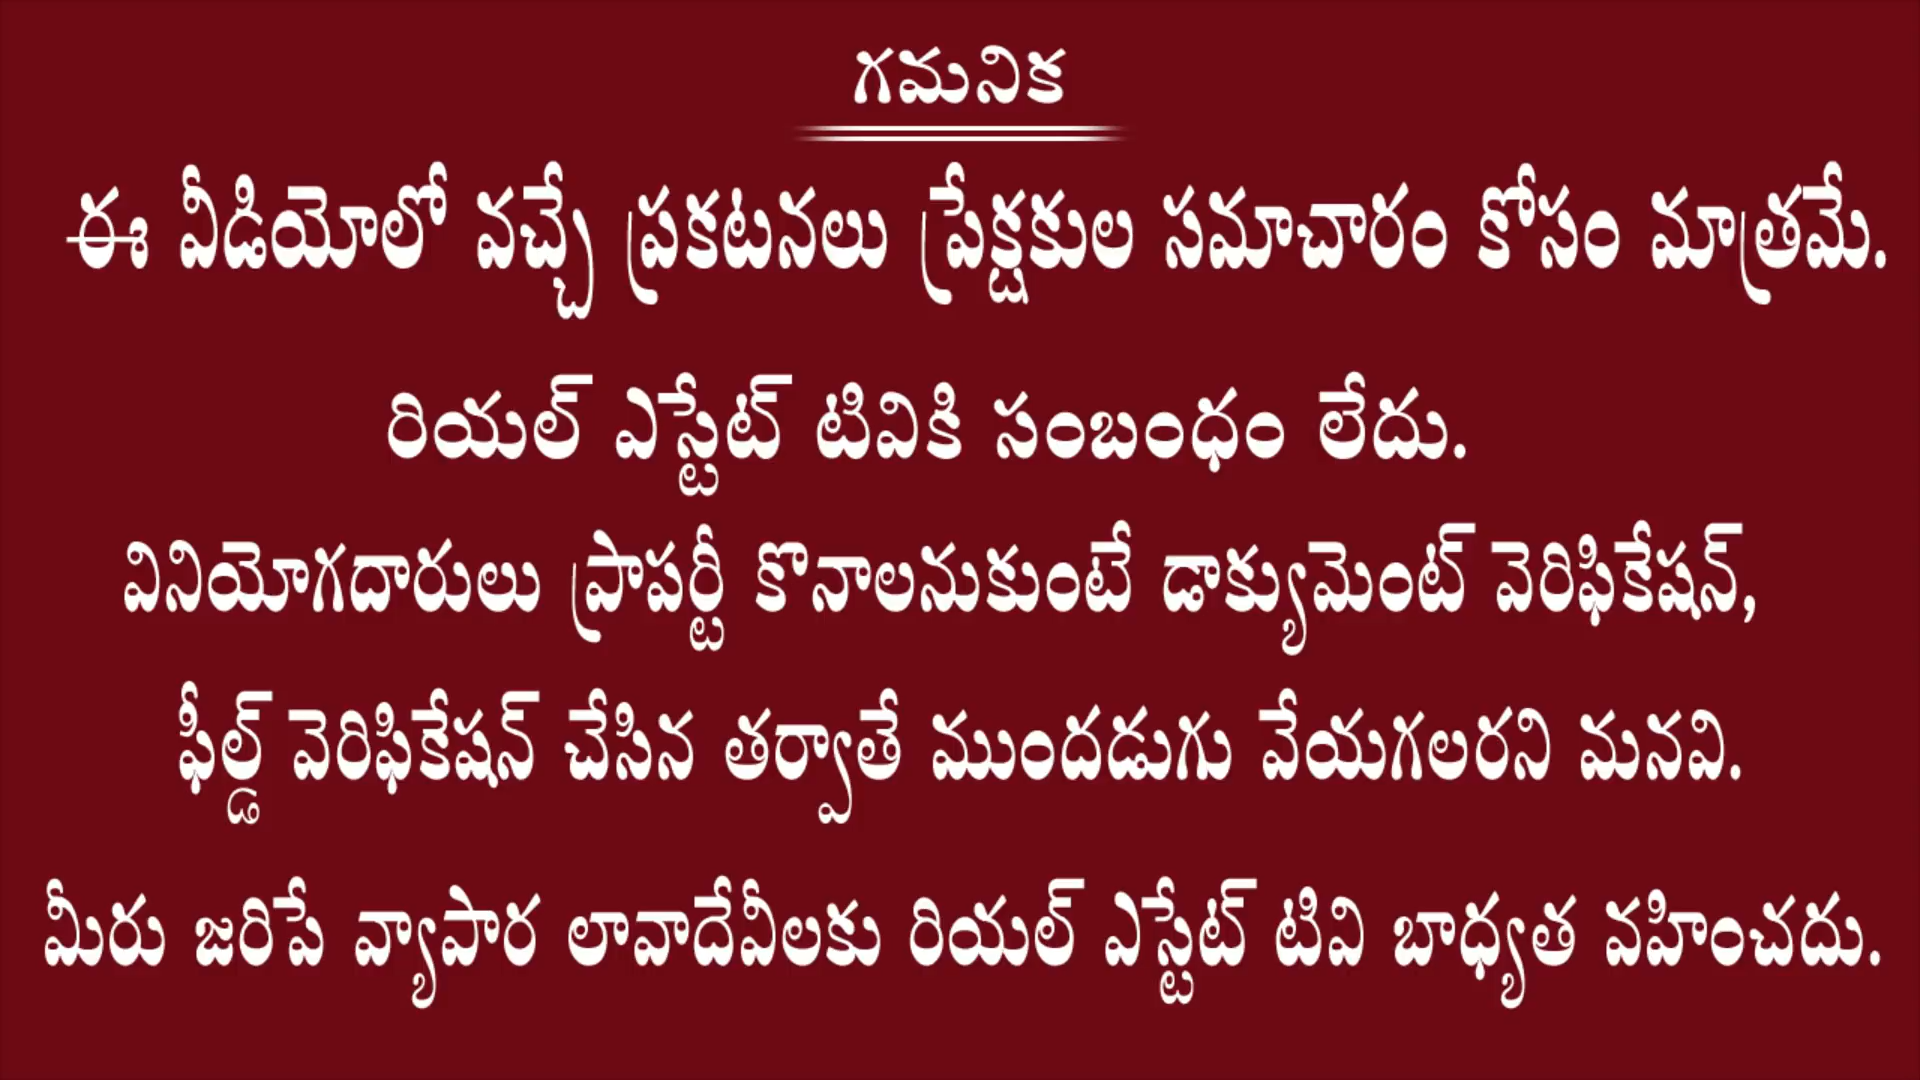 గమనిక
ఈ వీడియోలో వచ్చే ప్రకటనలు ప్రేక్షకుల సమాచారం కోసం మాత్రమే.
రియల్ ఎస్టేట్ టివికి సంబంధం లేదు.
వినియోగదారులు ప్రాపర్టీ కొనాలనుకుంటే డాక్యుమెంట్ వెరిఫికేషన్,
ఫీల్డ్ వెరిఫికేషన్ చేసిన తర్వాతే ముందడుగు వేయగలరని మనవి.
మీరు జరిపే వ్యాపార లావాదేవీలకు రియల్ ఎస్టేట్ టివి బాధ్యత వహించదు.